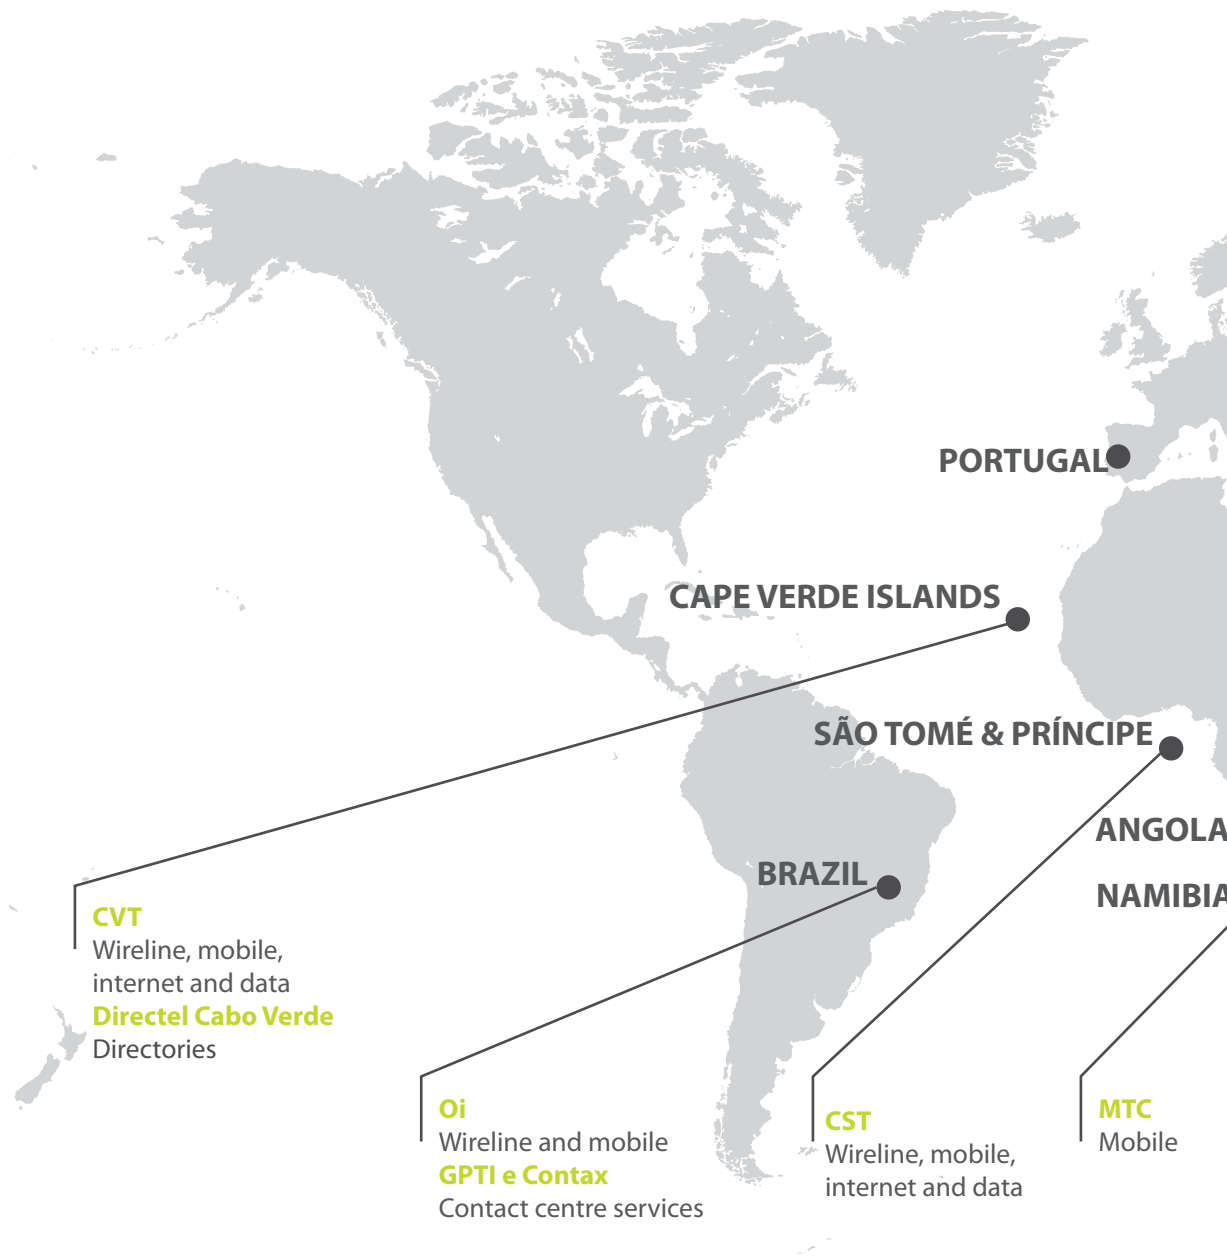 PORTUGAL
CAPE VERDE ISLANDS
SÃO TOMÉ & PRÍNCIPE
ANGOLA
BRAZIL
NAMIBIA
CVT
Wireline, mobile,
internet and data
Directel Cabo Verde
Directories
Oi
Wireline and mobile
GPTI e Contax
Contact centre services
CST
Wireline, mobile,
internet and data
MTC
Mobile